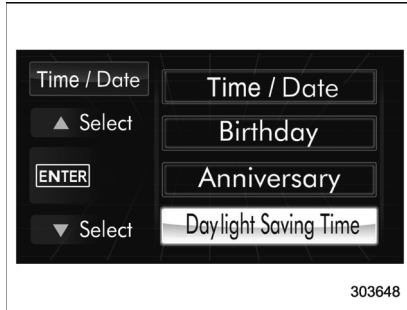 Time / Date
▲ Select
ENTER
▼ Select
Time / Date
Birthday
Anniversary
Daylight Saving Time
303648